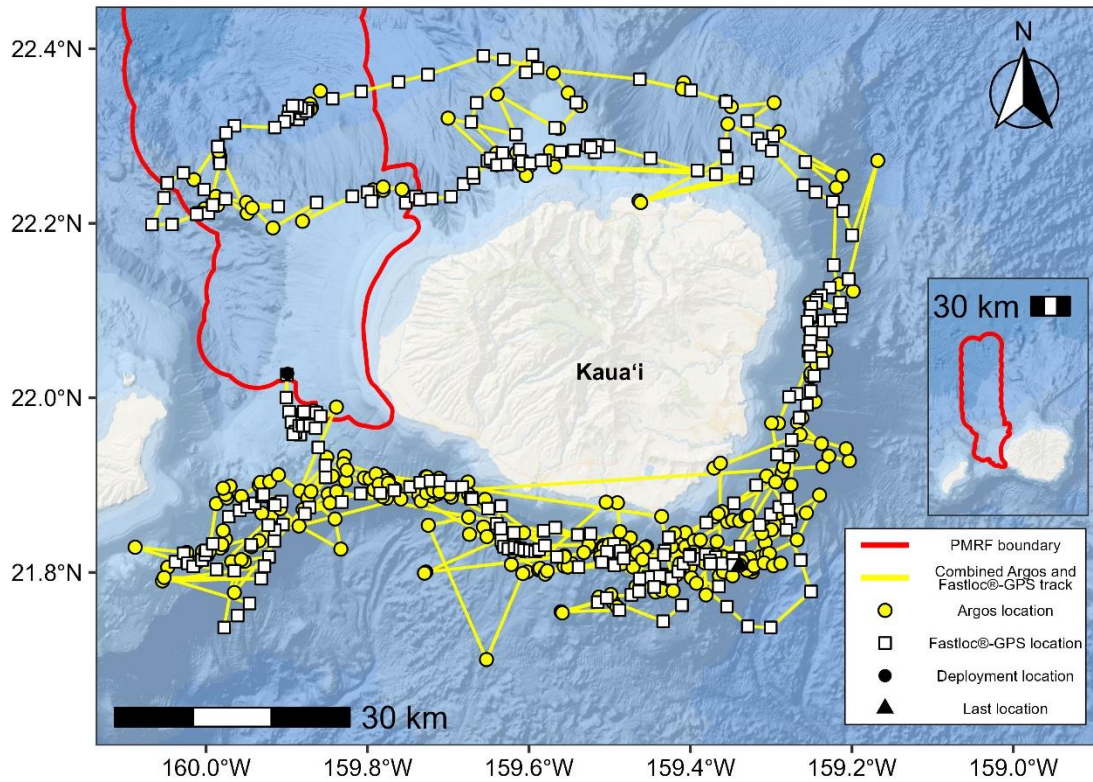 22.4°N
22.2°N
22.0°N
21.8°N
N
Kauaʻi
30 km
30 km
PMRF boundary
Combined Argos and
Fastloc®-GPS track
Argos location
Fastloc®-GPS location
Deployment location
Last location
160.0°W
159.8°W
159.6°W
159.4°W
159.2°W
159.0°W